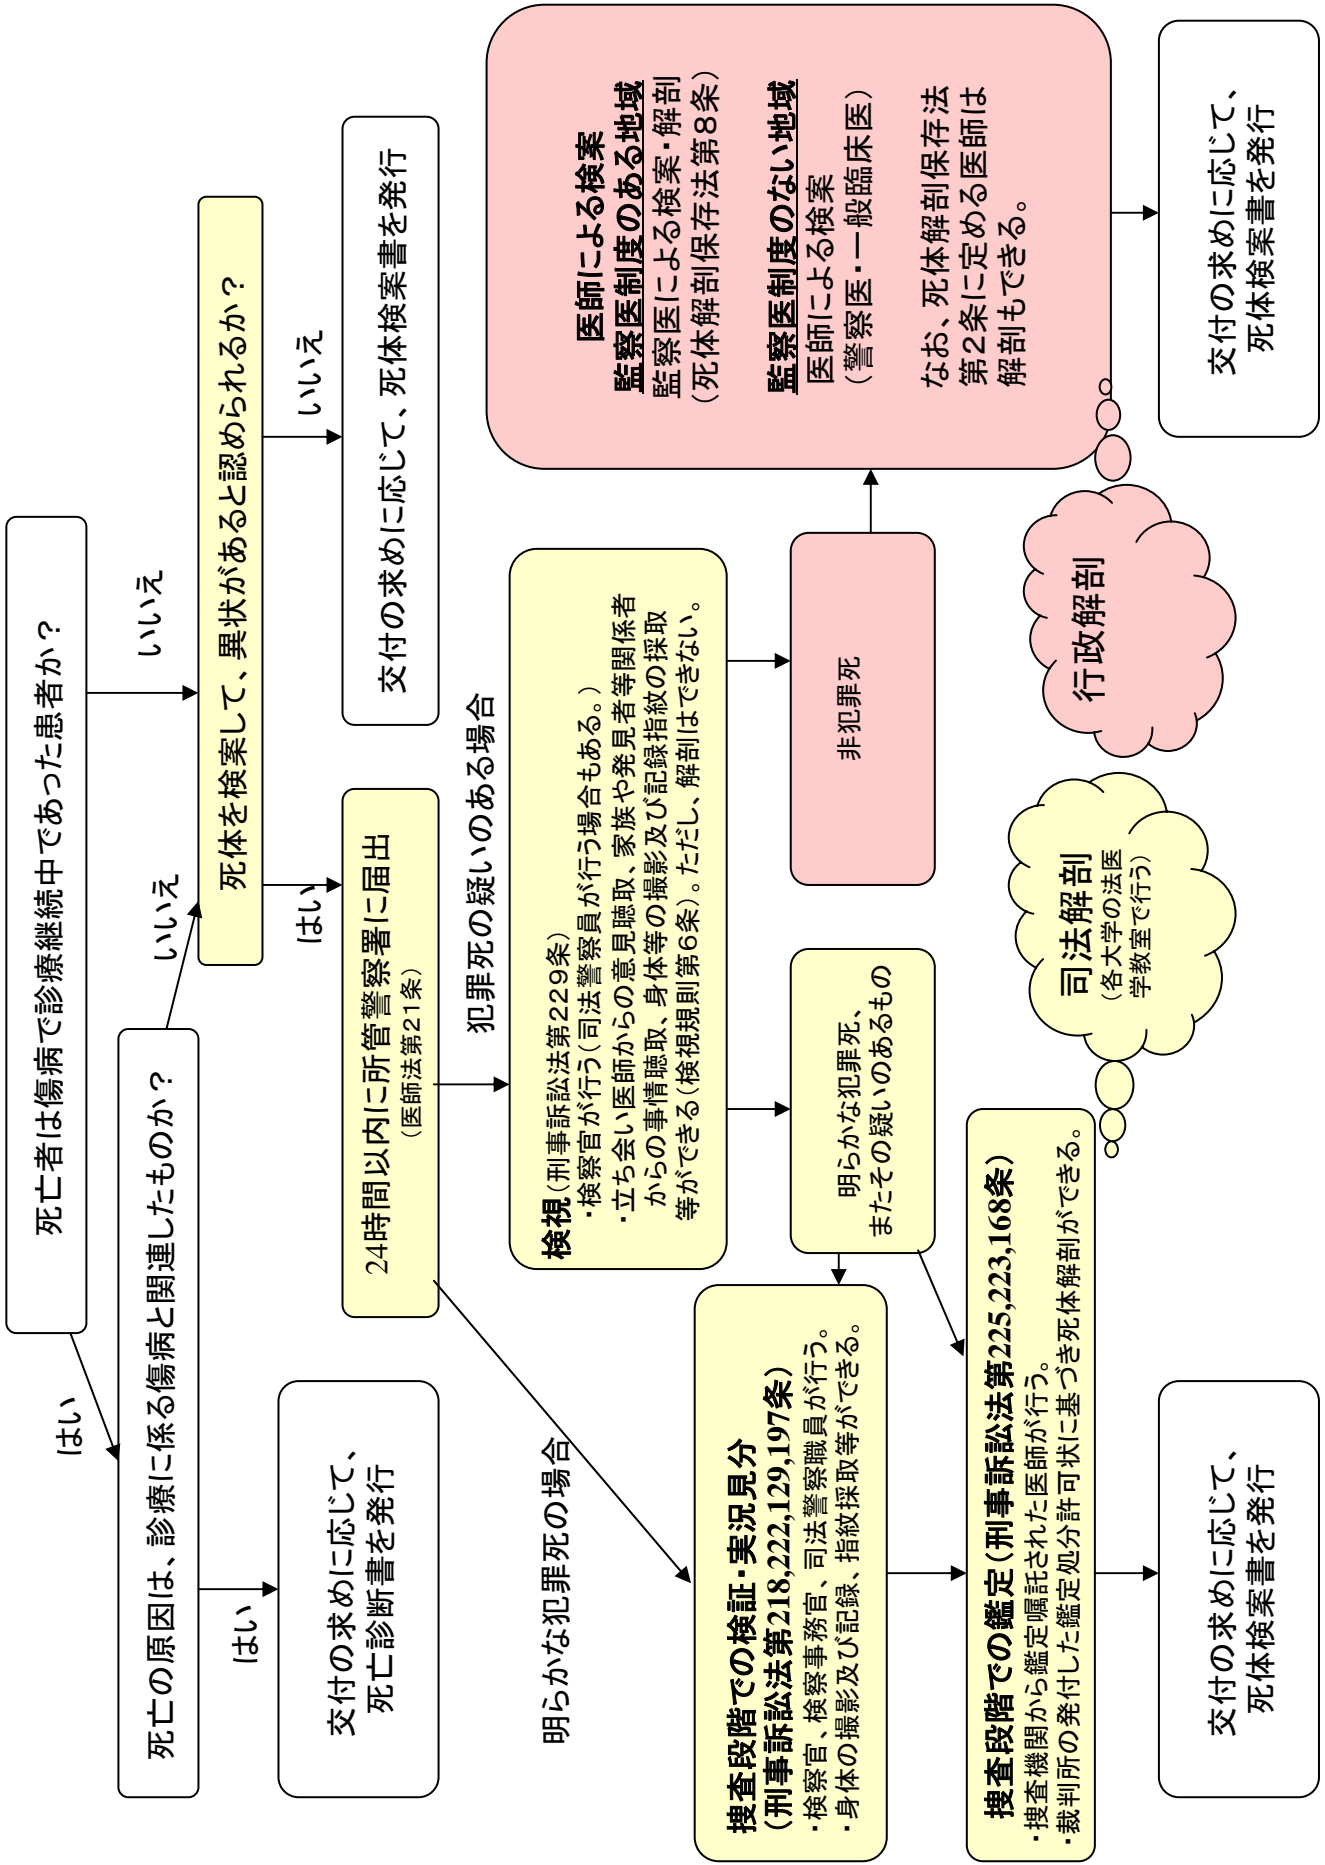 死亡者は傷病で診療継続中であった患者か？
はい
いいえ
死亡の原因は、診療に係る傷病と関連したものか？
いいえ
死体を検案して、異状があると認められるか？
はい
交付の求めに応じて、
死亡診断書を発行
はい
いいえ
24時間以内に所管警察署に届出
（医師法第21条）
交付の求めに応じて、死体検案書を発行
明らかな犯罪死の場合
犯罪死の疑いのある場合
検視（刑事訴訟法第229条）
・検察官が行う（司法警察員が行う場合もある。）
・立ち会い医師からの意見聴取、家族や発見者等関係者
からの事情聴取、身体等の撮影及び記録指紋の採取
等ができる（検視規則第6条）。ただし、解剖はできない。
医師による検案
監察医制度のある地域
監察医による検案・解剖
（死体解剖保存法第8条）
監察医制度のない地域
医師による検案
（警察医・一般臨床医）
なお、死体解剖保存法
第2条に定める医師は
解剖もできる。
捜査段階での検証・実況見分
（刑事訴訟法第218,222,129,197条）
・検察官、検察事務官、司法警察職員が行う。
・身体の撮影及び記録、指紋採取等ができる。
明らかな犯罪死、
またその疑いのあるもの
非犯罪死
捜査段階での鑑定（刑事訴訟法第225,223,168条）
・捜査機関から鑑定嘱託された医師が行う。
・裁判所の発付した鑑定処分許可状に基づき死体解剖ができる。
司法解剖
（各大学の法医
学教室で行う）
行政解剖
交付の求めに応じて、
死体検案書を発行
交付の求めに応じて、
死体検案書を発行